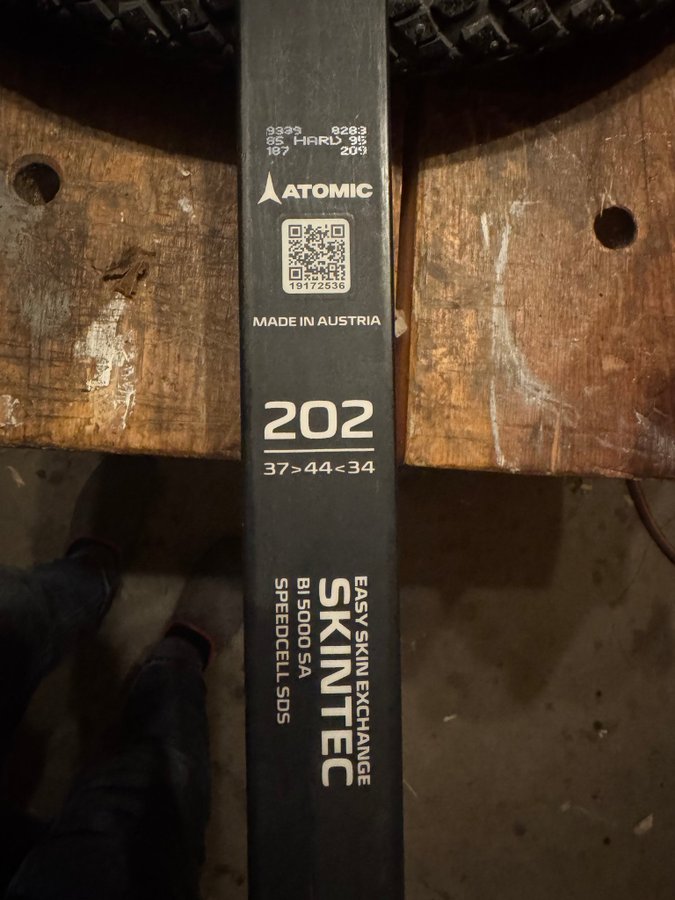 9339 8283
85 HARD 95
187 209
ATOMIC
19172536
MADE IN AUSTRIA
202
37>44<34
EASY SKIN EXCHANGE
SKINTEC
BI 5000 SA
SPEEDCELL SDS